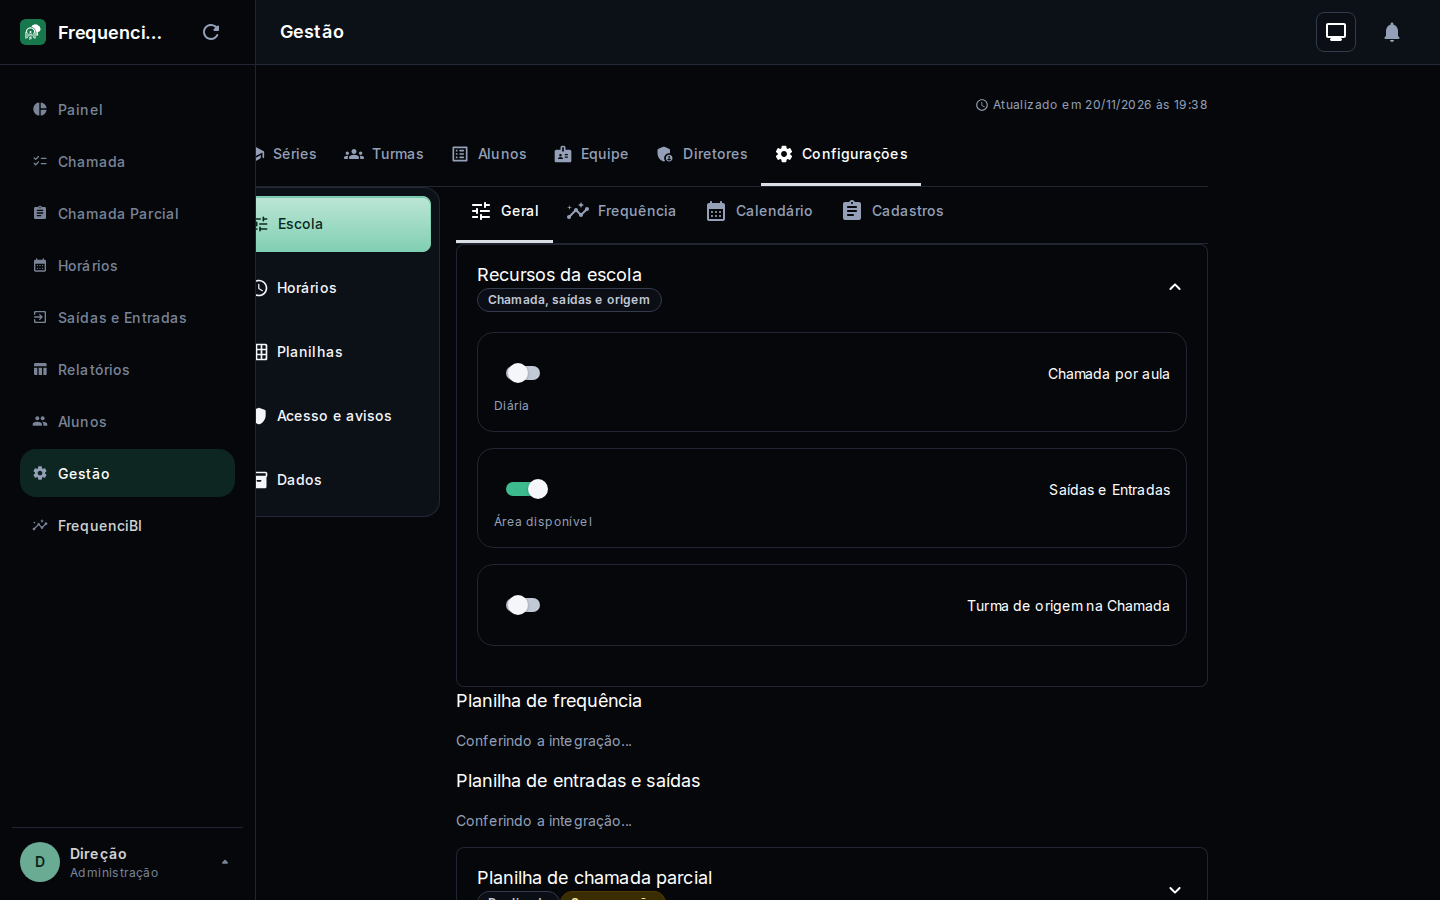 Frequenci...
Gestão
Painel
Chamada
Chamada Parcial
Horários
Saídas e Entradas
Relatórios
Alunos
Gestão
FrequenciBI
D
Direção
Administração
Atualizado em 20/11/2026 às 19:38
Séries
Turmas
Alunos
Equipe
Diretores
Configurações
Escola
Horários
Planilhas
Acesso e avisos
Dados
Geral
Frequência
Calendário
Cadastros
Recursos da escola
Chamada, saídas e origem
Chamada por aula
Diária
Saídas e Entradas
Área disponível
Turma de origem na Chamada
Planilha de frequência
Conferindo a integração...
Planilha de entradas e saídas
Conferindo a integração...
Planilha de chamada parcial